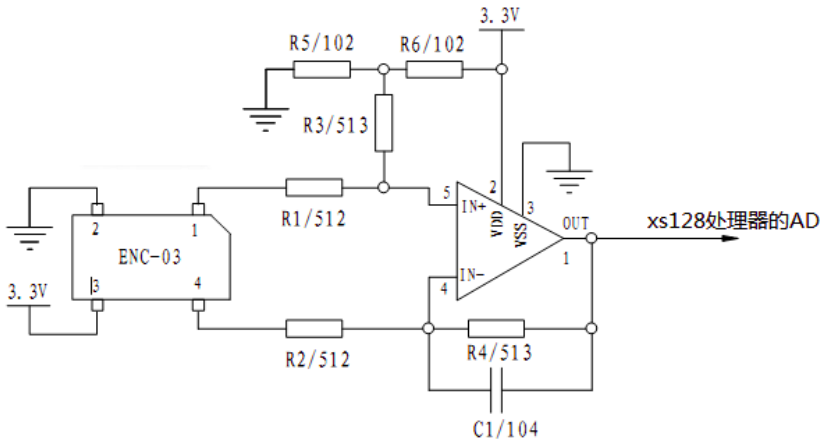 3.3V
R5/102
R6/102
R3/513
R1/512
5
IN+
2
VDD
3
VSS
OUT
1
xs128处理器的AD
2
1
ENC-03
3
4
3.3V
IN-
4
R2/512
R4/513
C1/104